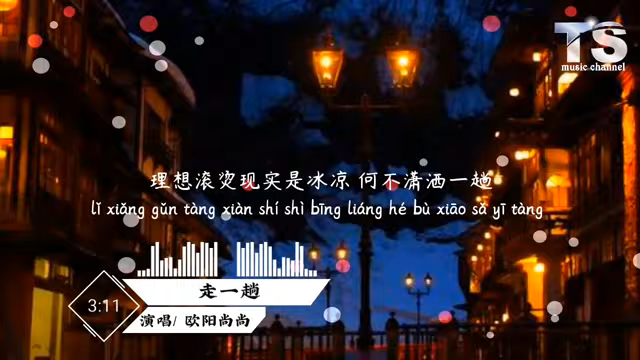 TS
music channel
理想滚烫现实是冰凉 何不潇洒一趟
lǐ xiǎng gǔn tàng xiàn shí shì bīng liáng hé bù xiāo sǎ yī tàng
走一趟
3:11
演唱/ 欧阳尚尚